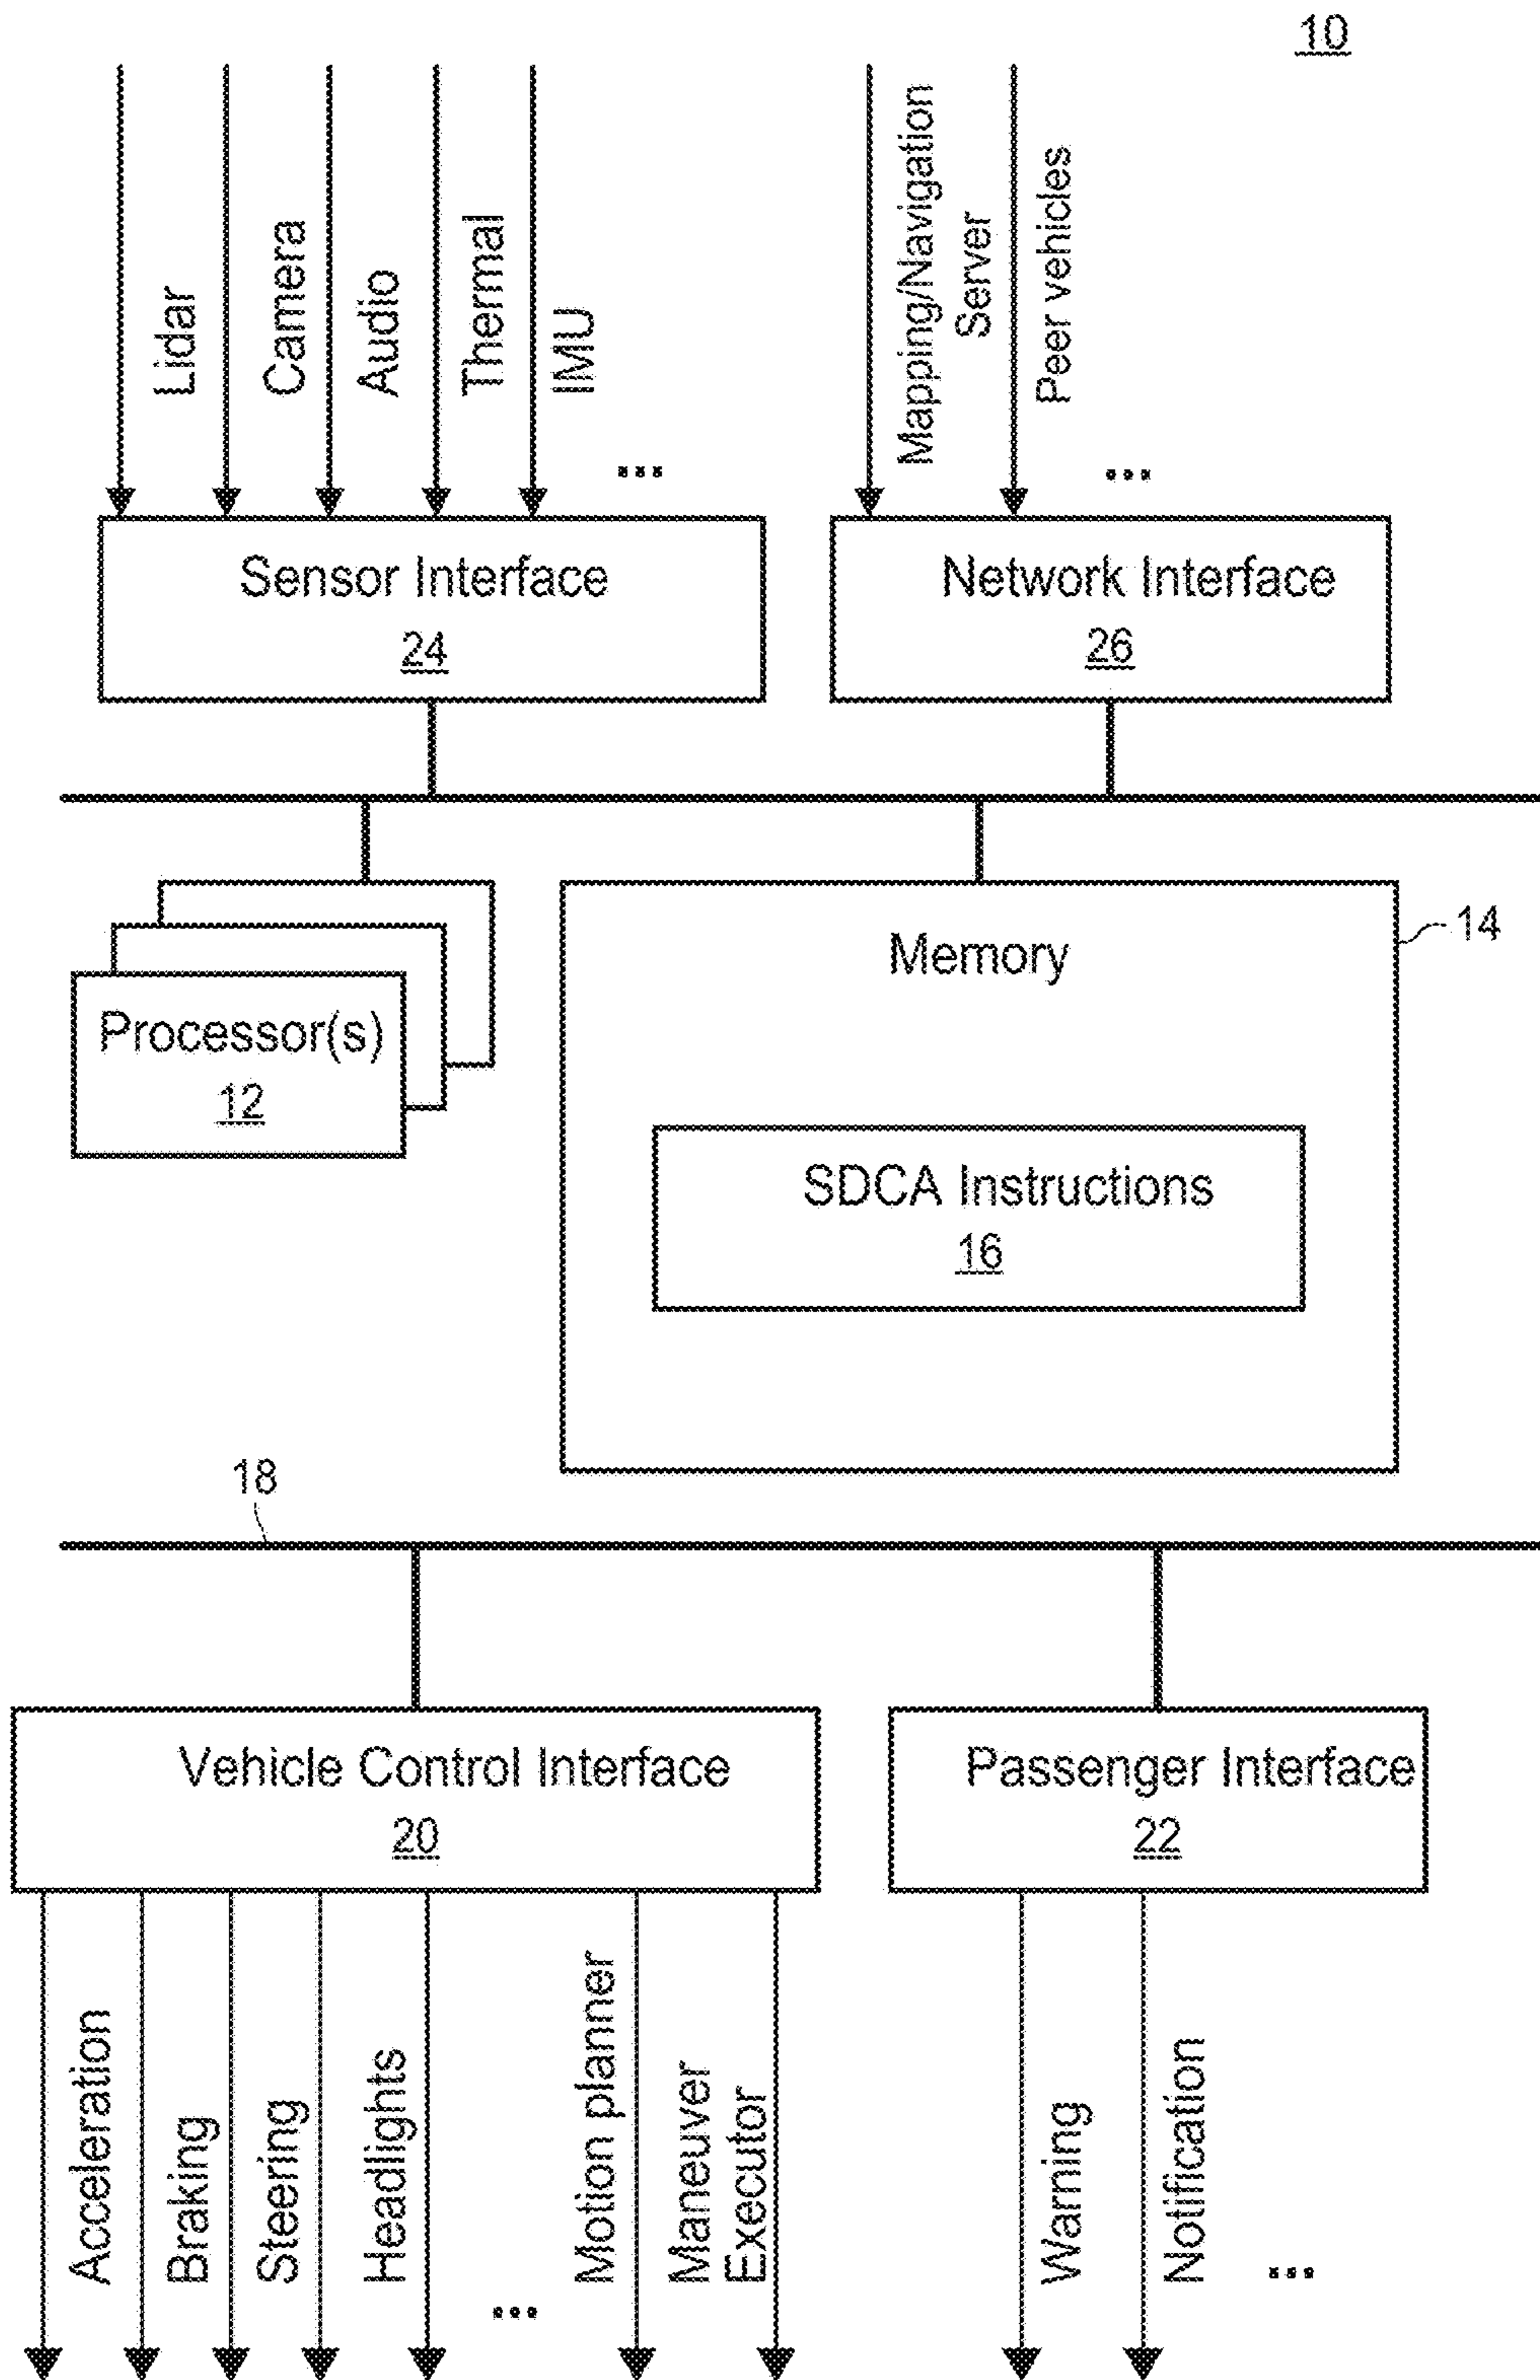 10
Lidar
Camera
Audio
Thermal
IMU
...
Mapping/Navigation
Server
Peer vehicles
...
Sensor Interface
24
Network Interface
26
Processor(s)
12
Memory
14
SDCA Instructions
16
18
Vehicle Control Interface
20
Passenger Interface
22
Acceleration
Braking
Steering
Headlights
...
Motion planner
Maneuver
Executor
Warning
Notification
...